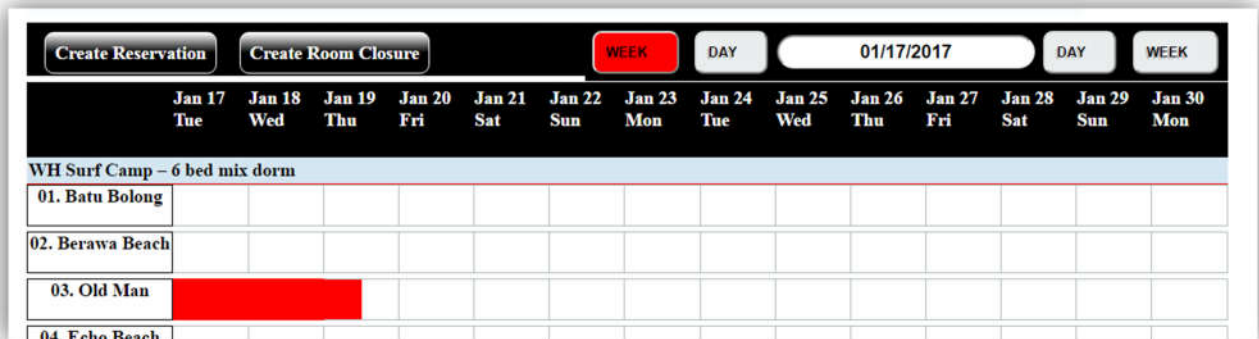 Create Reservation Create Room Closure WEEK DAY 01/17/2017 DAY WEEK
Jan 17 Jan 18 Jan 19 Jan 20 Jan 21 Jan 22 Jan 23 Jan 24 Jan 25 Jan 26 Jan 27 Jan 28 Jan 29 Jan 30
Tue Wed Thu Fri Sat Sun Mon Tue Wed Thu Fri Sat Sun Mon
WH Surf Camp – 6 bed mix dorm
01. Batu Bolong
02. Berawa Beach
03. Old Man
04. Echo Beach